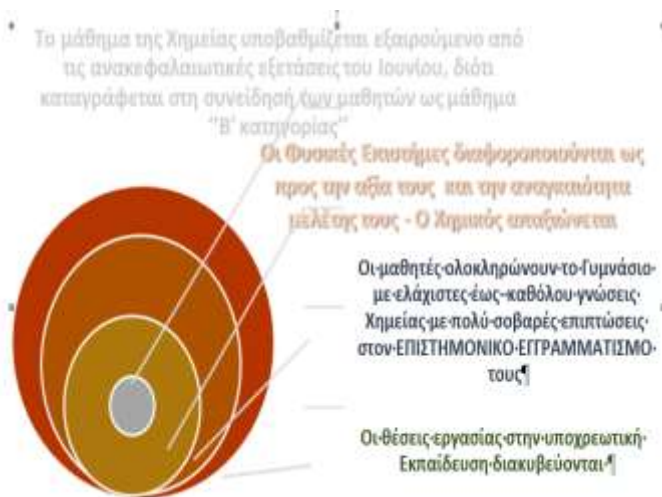 Το μάθημα της Χημείας υποβαθμίζεται εξαιρούμενο από
τις ανακεφαλαιωτικές εξετάσεις του Ιουνίου, διότι
καταγράφεται στη συνείδησή των μαθητών ως μάθημα
‘‘Β' κατηγορίας’’
Οι Φυσικές Επιστήμες διαφοροποιούνται ως
προς την αξία τους και την αναγκαιότητα
μελέτης τους - Ο Χημικός απαξιώνεται
Οι·μαθητές·ολοκληρώνουν·το·Γυμνάσιο·
με·ελάχιστες·έως·-καθόλου·γνώσεις·
Χημείας·με·πολύ·σοβαρές·επιπτώσεις·
στον·ΕΠΙΣΤΗΜΟΝΙΚΟ·ΕΓΓΡΑΜΜΑΤΙΣΜΟ·
τους¶
Οι·θέσεις·εργασίας·στην·υποχρεωτική·
Εκπαίδευση·διακυβεύονται·¶